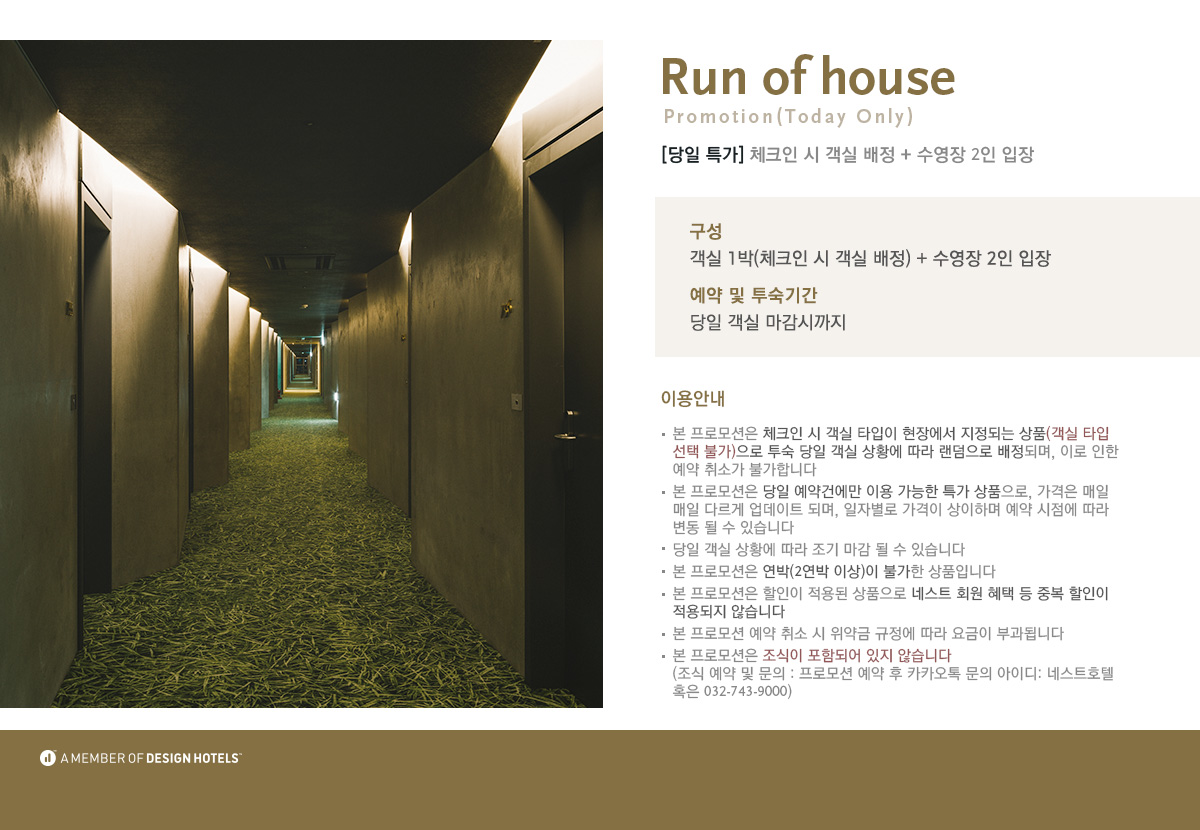 Run of house
Promotion(Today Only)
[당일 특가] 체크인 시 객실 배정 + 수영장 2인 입장
구성
객실 1박(체크인 시 객실 배정) + 수영장 2인 입장
예약 및 투숙기간
당일 객실 마감시까지
이용안내
· 본 프로모션은 체크인 시 객실 타입이 현장에서 지정되는 상품(객실 타입
선택 불가)으로 투숙 당일 객실 상황에 따라 랜덤으로 배정되며, 이로 인한
예약 취소가 불가합니다
· 본 프로모션은 당일 예약건에만 이용 가능한 특가 상품으로, 가격은 매일
매일 다르게 업데이트 되며, 일자별로 가격이 상이하며 예약 시점에 따라
변동 될 수 있습니다
· 당일 객실 상황에 따라 조기 마감 될 수 있습니다
· 본 프로모션은 연박(2연박 이상)이 불가한 상품입니다
· 본 프로모션은 할인이 적용된 상품으로 네스트 회원 혜택 등 중복 할인이
적용되지 않습니다
· 본 프로모션 예약 취소 시 위약금 규정에 따라 요금이 부과됩니다
· 본 프로모션은 조식이 포함되어 있지 않습니다
(조식 예약 및 문의 : 프로모션 예약 후 카카오톡 문의 아이디: 네스트호텔
혹은 032-743-9000)
A MEMBER OF DESIGN HOTELS™